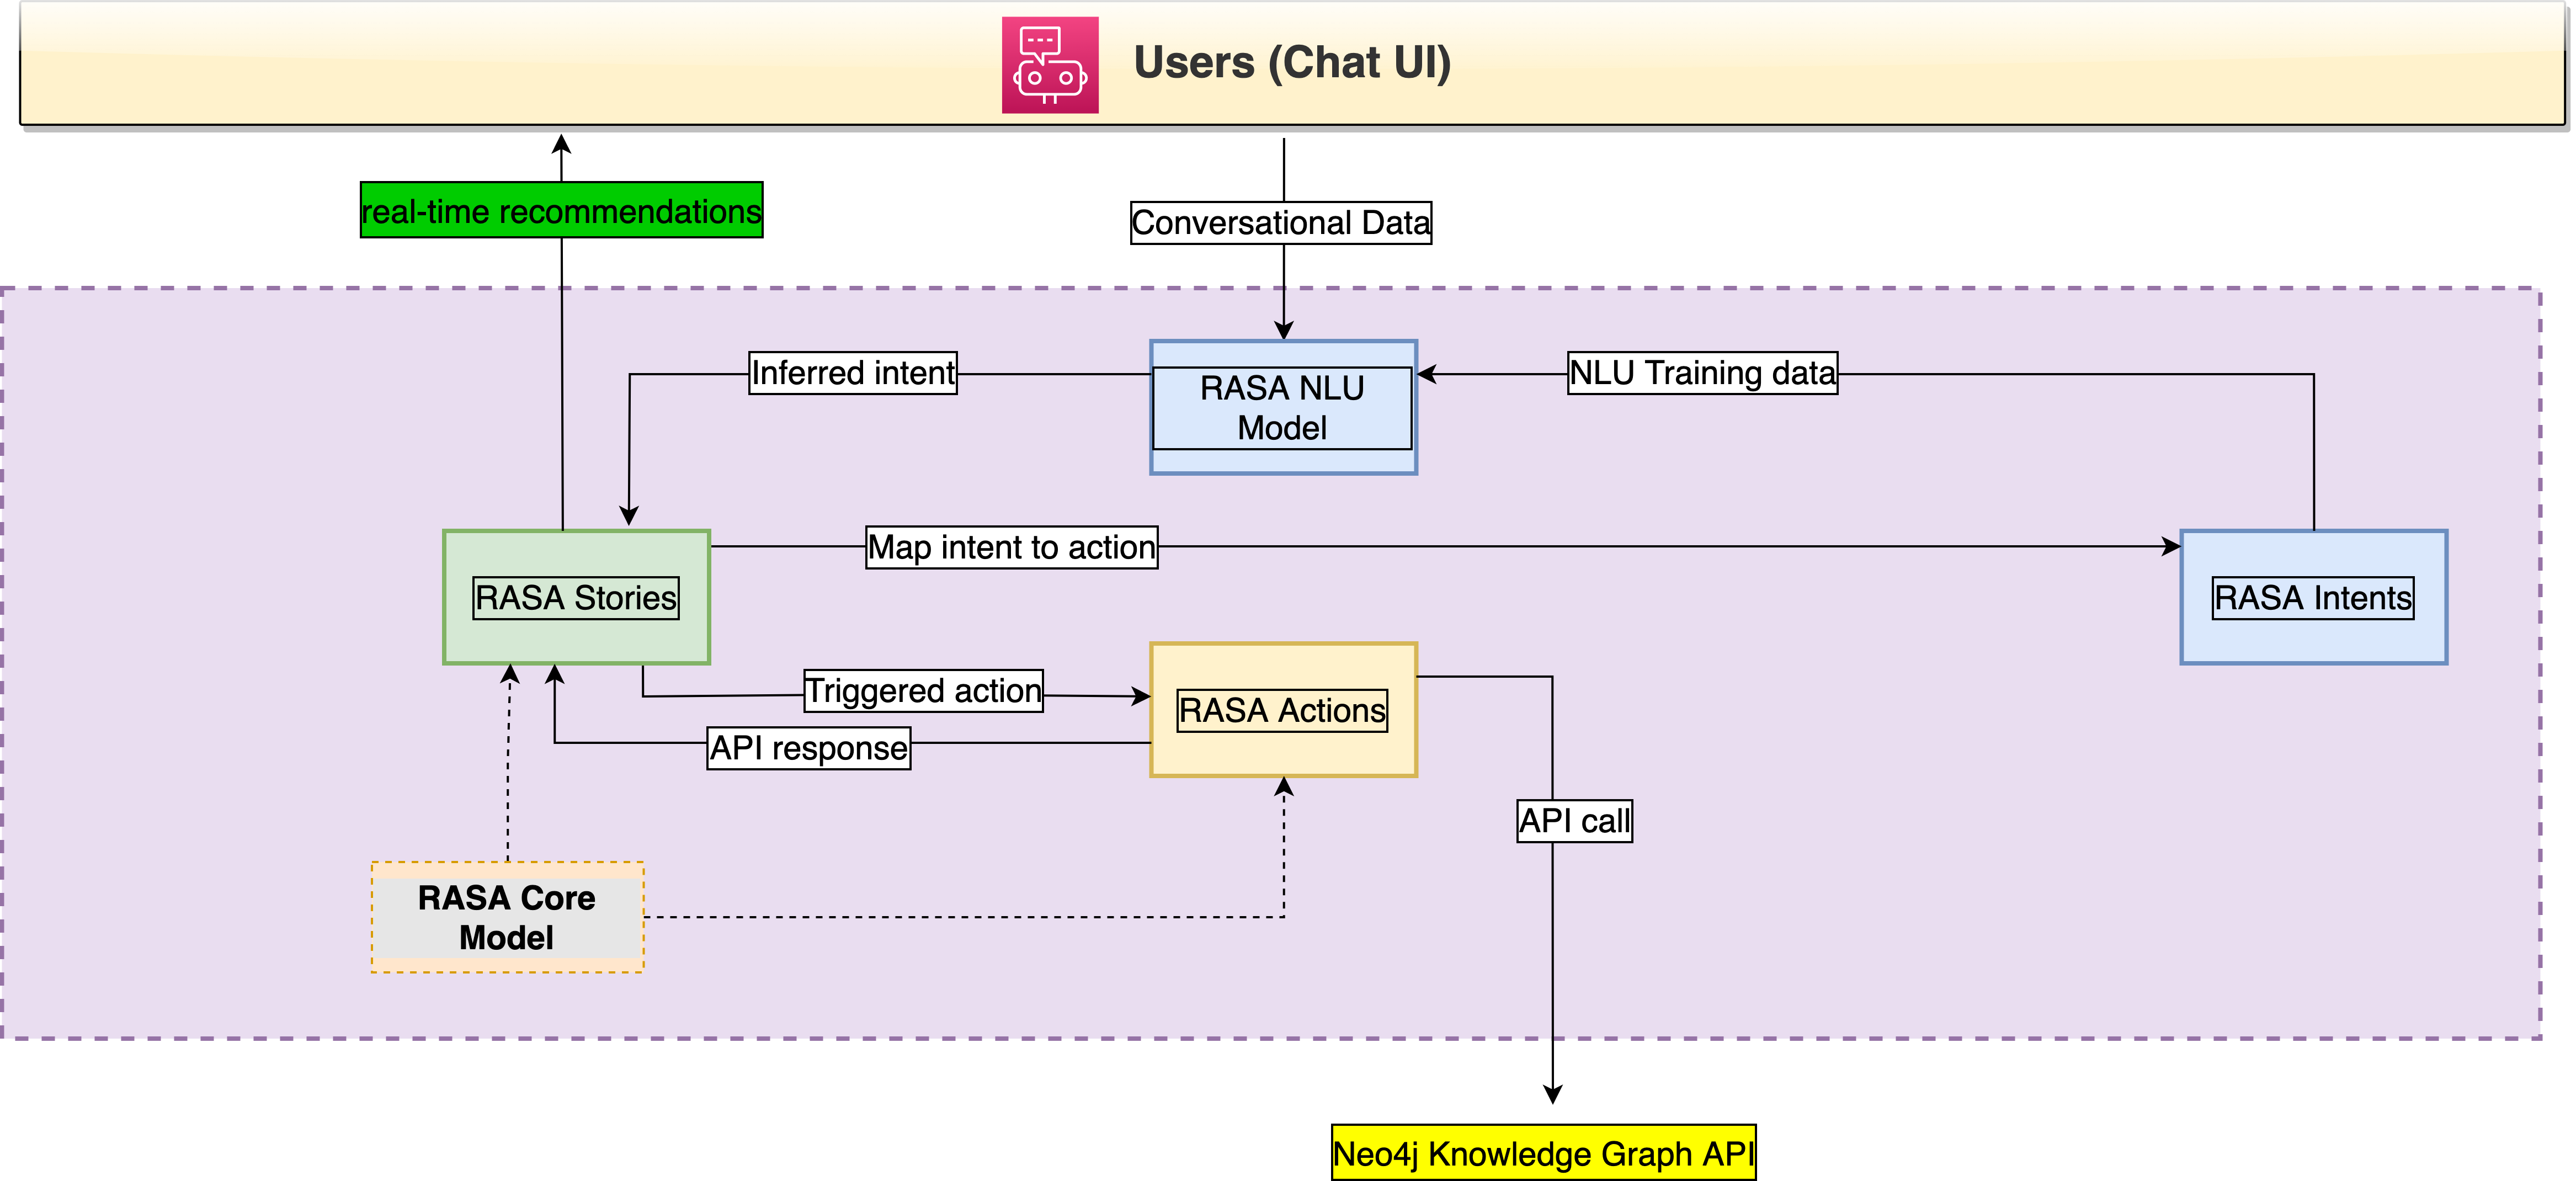 Users (Chat UI)
real-time recommendations
Conversational Data
Inferred intent
RASA NLU
Model
NLU Training data
Map intent to action
RASA Stories
RASA Intents
Triggered action
RASA Actions
API response
API call
RASA Core
Model
Neo4j Knowledge Graph API